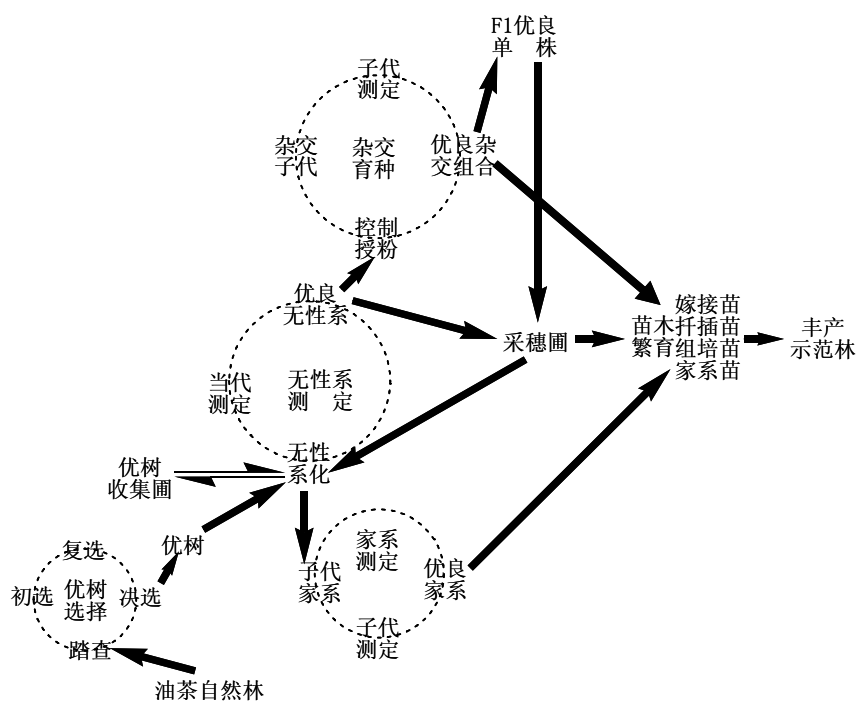 F1优良
单 株
子代
测定
杂交
子代
杂交
育种
优良杂
交组合
控制
授粉
优良
无性系
采穗圃
嫁接苗
苗木扦插苗
繁育组培苗
家系苗
丰产
示范林
当代
测定
无性系
测 定
无性
系化
优树
收集圃
优树
家系
测定
子代
家系
优良
家系
子代
测定
复选
初选
优树
选择
决选
踏查
油茶自然林